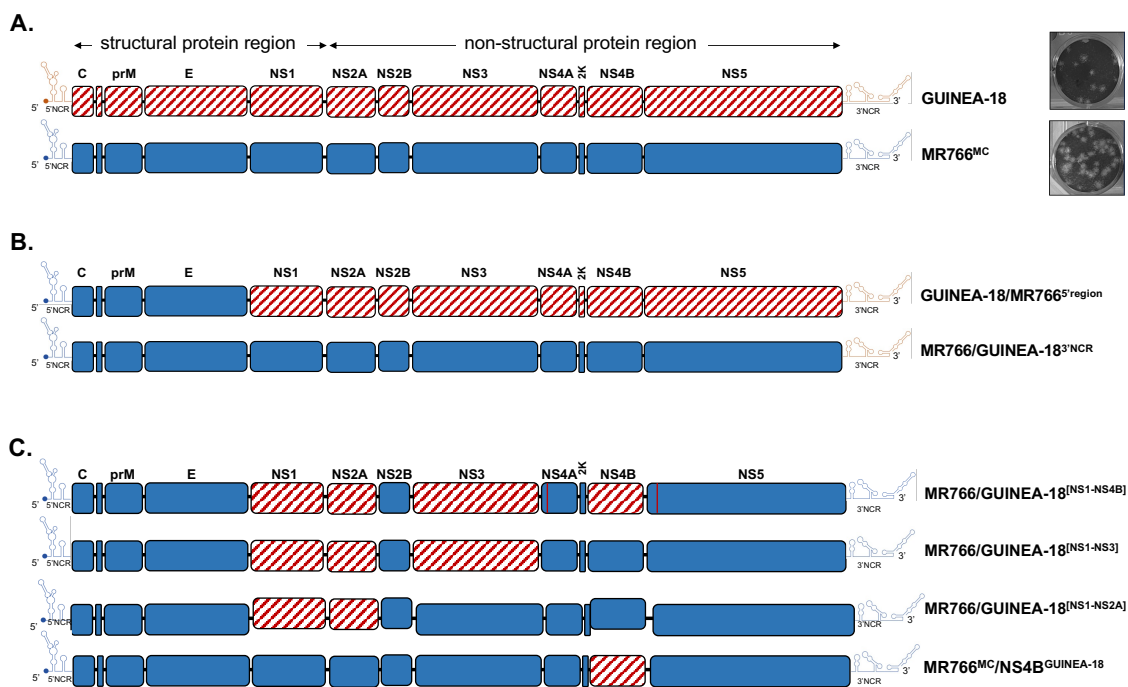 A.
structural protein region non-structural protein region
C prM E NS1 NS2A NS2B NS3 NS4A 2K NS4B NS5
5' 5'NCR 3'NCR 3' GUINEA-18
5' 5'NCR 3'NCR 3' MR766MC
B.
C prM E NS1 NS2A NS2B NS3 NS4A 2K NS4B NS5
5' 5'NCR 3'NCR 3' GUINEA-18/MR7665'region
5' 5'NCR 3'NCR 3' MR766/GUINEA-183'NCR
C.
C prM E NS1 NS2A NS2B NS3 NS4A 2K NS4B NS5
5' 5'NCR 3'NCR 3' MR766/GUINEA-18[NS1-NS4B]
5' 5'NCR 3'NCR 3' MR766/GUINEA-18[NS1-NS3]
5' 5'NCR 3'NCR 3' MR766/GUINEA-18[NS1-NS2A]
5' 5'NCR 3'NCR 3' MR766MC/NS4BGUINEA-18